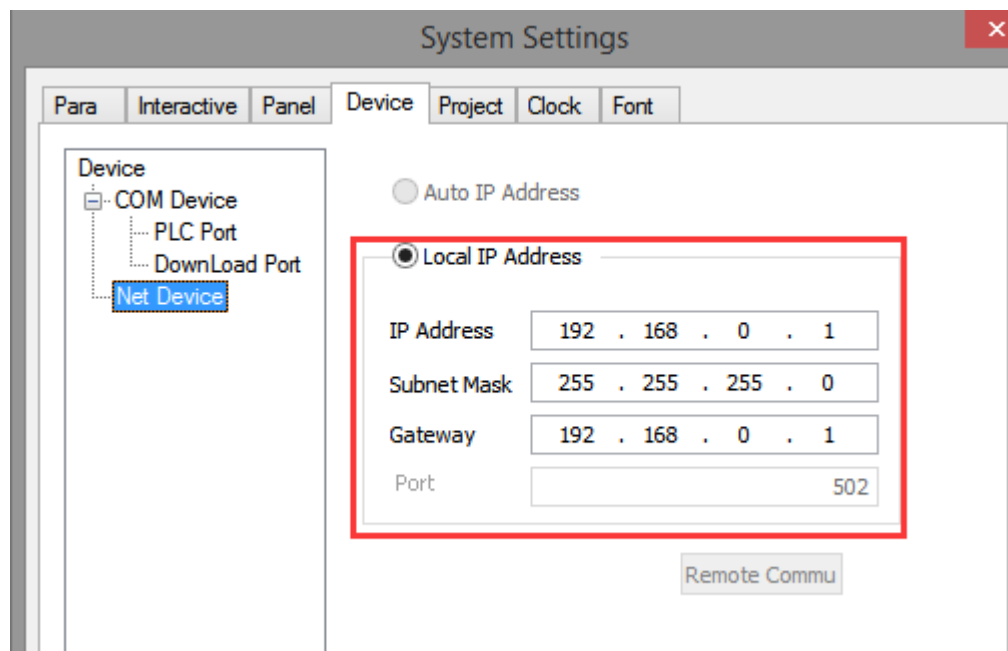 System Settings
Para Interactive Panel Device Project Clock Font
Device
COM Device
PLC Port
DownLoad Port
Net Device
Auto IP Address
Local IP Address
IP Address 192 . 168 . 0 . 1
Subnet Mask 255 . 255 . 255 . 0
Gateway 192 . 168 . 0 . 1
Port 502
Remote Commu